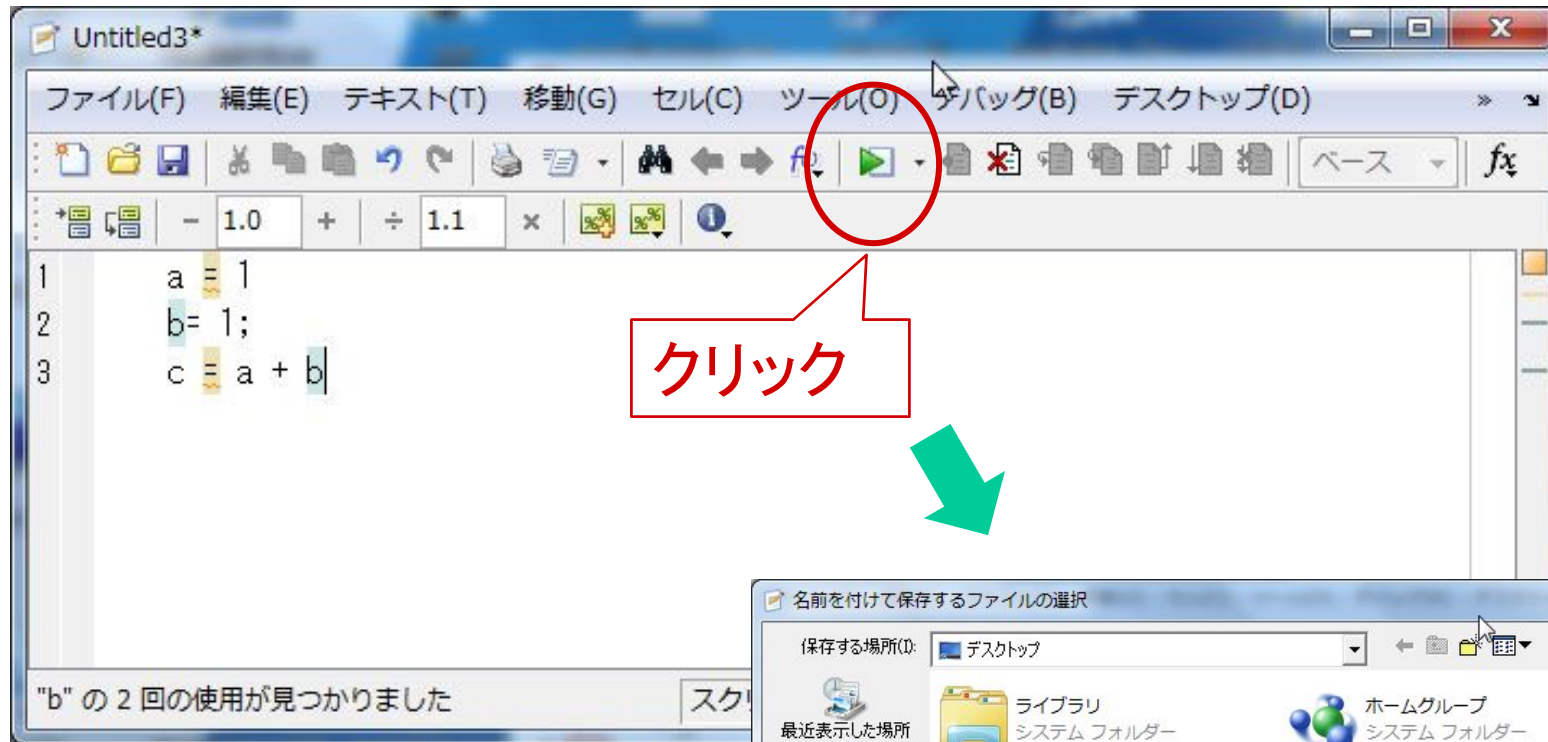 Untitled3*
ファイル(F) 編集(E) テキスト(T) 移動(G) セル(C) ツール(O) デバッグ(B) デスクトップ(D) »
ベース fx
- 1.0 + ÷ 1.1 ×
1 a = 1
2 b= 1;
3 c = a + b
クリック
"b" の 2 回の使用が見つかりました
スクリ
名前を付けて保存するファイルの選択
保存する場所(I): デスクトップ
最近表示した場所
ライブラリ
システム フォルダー
ホームグループ
システム フォルダー